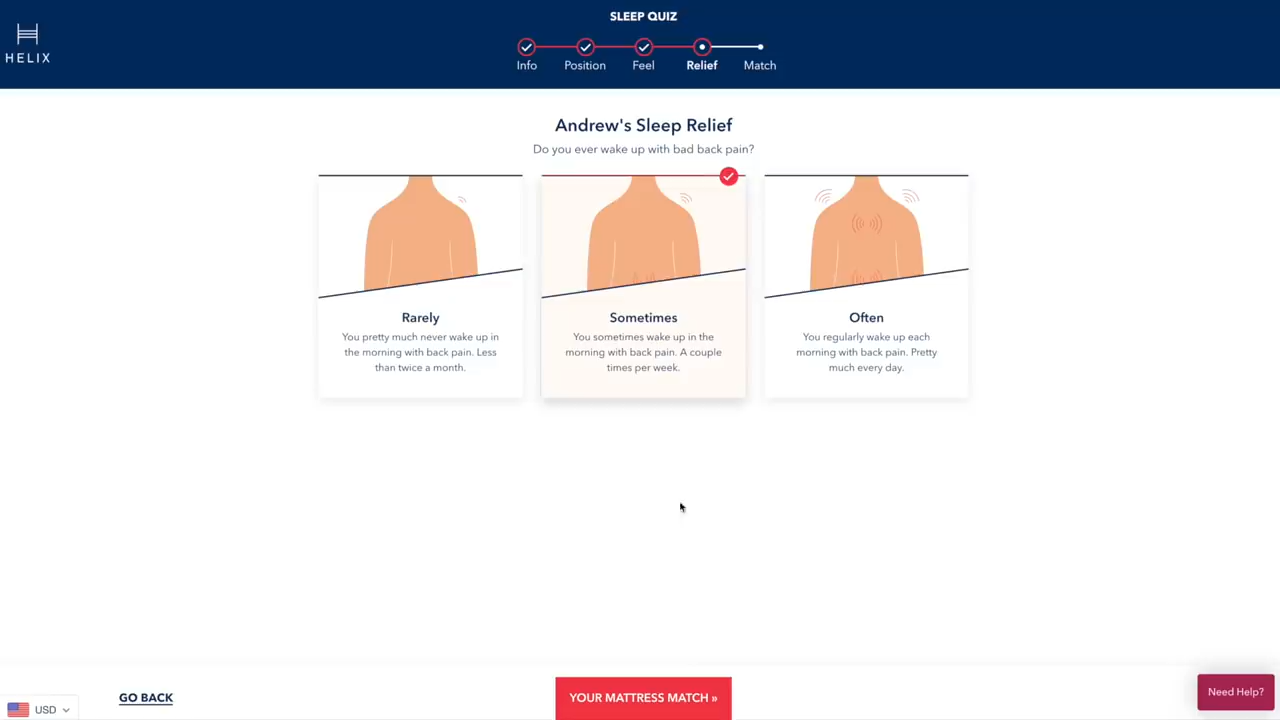 SLEEP QUIZ
HELIX
Info
Position
Feel
Relief
Match
Andrew's Sleep Relief
Do you ever wake up with bad back pain?
Rarely
You pretty much never wake up in
the morning with back pain. Less
than twice a month.
Sometimes
You sometimes wake up in the
morning with back pain. A couple
times per week.
Often
You regularly wake up each
morning with back pain. Pretty
much every day.
GO BACK
YOUR MATTRESS MATCH »
Need Help?
USD